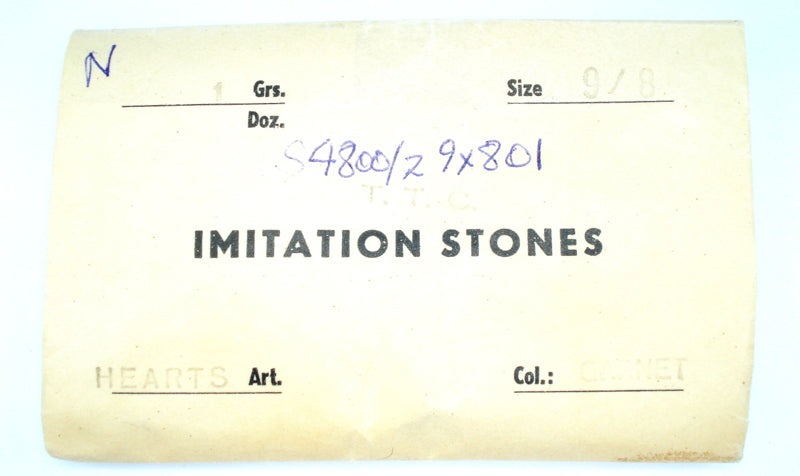 N
1 Grs. Size 9/8
Doz.
S4800/2 9x801
T. T. C.
IMITATION STONES
HEARTS Art. Col.: GARNET